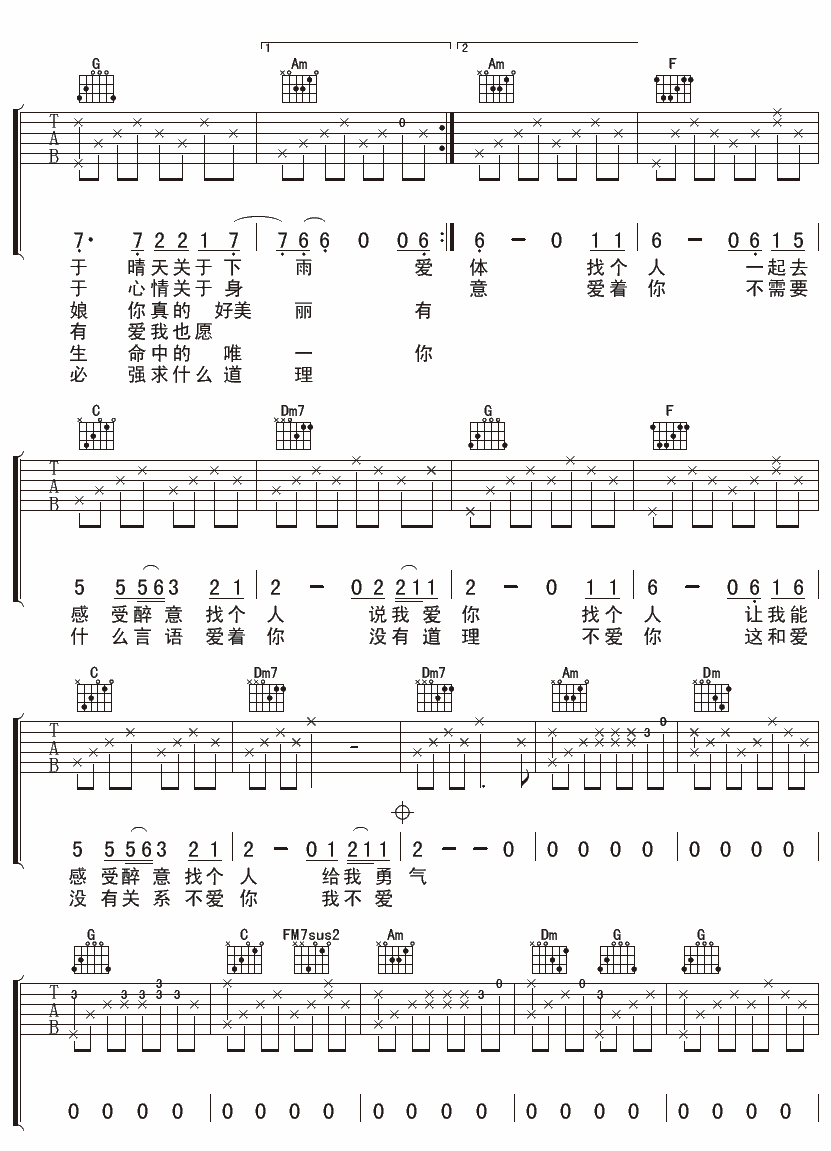 1 2
G Am Am F
T A B 0
7· 7 2 2 1 7 7 6 6 0 0 6 6 - 0 1 1 6 - 0 6 1 5
于 晴天关于下 雨 爱 体 找个 人 一起去
于 心情关于身 意 爱着 你 不需要
娘 你真的 好美 丽 有
有 爱我也愿
生 命中的 唯 一 你
必 强求什么道 理
C Dm7 G F
T A B
5 5 5 6 3 2 1 2 - 0 2 2 1 1 2 - 0 1 1 6 - 0 6 1 6
感 受醉意 找个 人 说我爱 你 找个 人 让我能
什 么言语 爱着 你 没有道 理 不爱 你 这和爱
C Dm7 Dm7 Am Dm
T A B 3 0
5 5 5 6 3 2 1 2 - 0 1 2 1 1 2 - - 0 0 0 0 0 0 0 0 0
感 受醉 意 找个 人 给我勇 气
没 有关 系 不爱 你 我不爱
G C FM7sus2 Am Dm G G
T A B 3 3 3 3 3 3 3 0 0 3
0 0 0 0 0 0 0 0 0 0 0 0 0 0 0 0 0 0 0 0